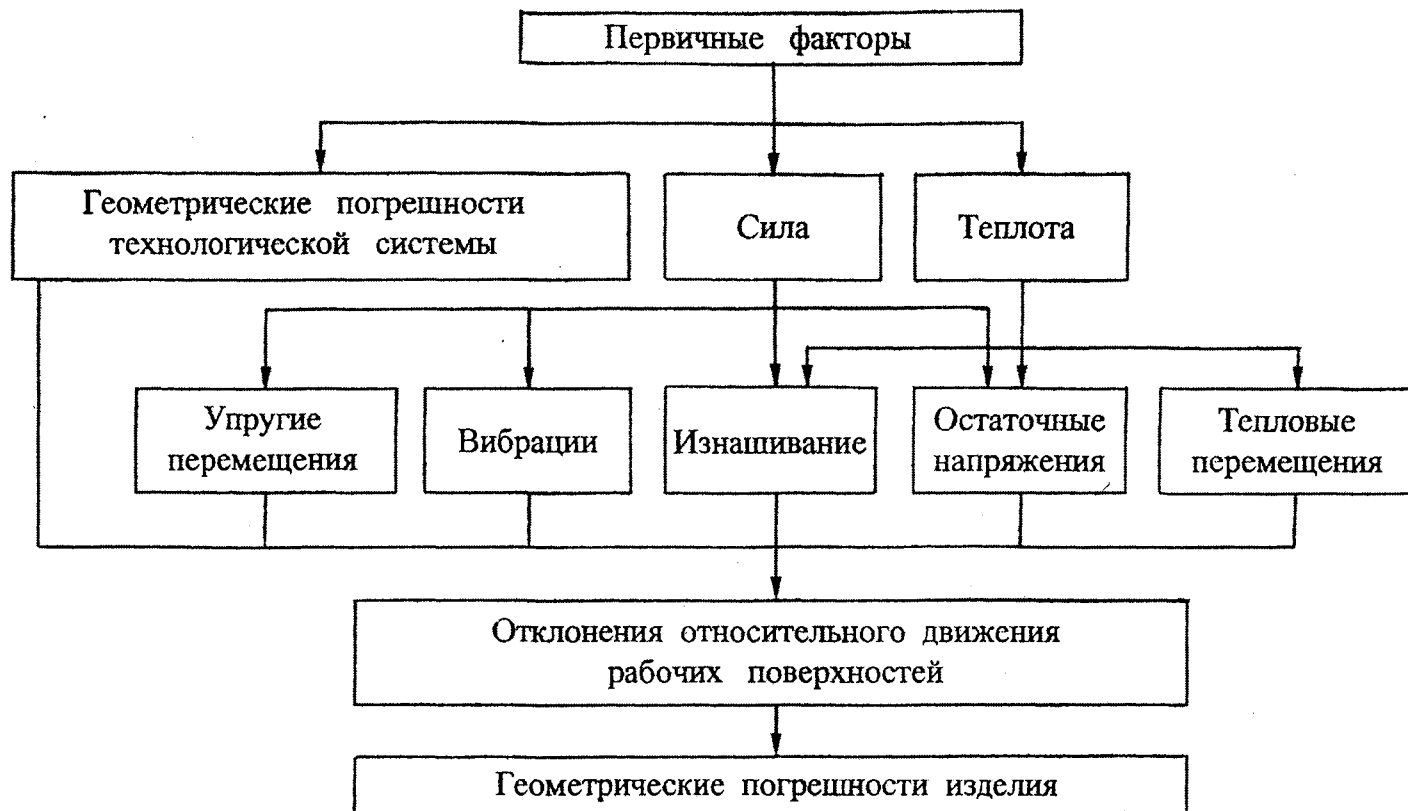 Первичные факторы
Геометрические погрешности
технологической системы
Сила
Теплота
Упругие
перемещения
Вибрации
Изнашивание
Остаточные
напряжения
Тепловые
перемещения
Отклонения относительного движения
рабочих поверхностей
Геометрические погрешности изделия